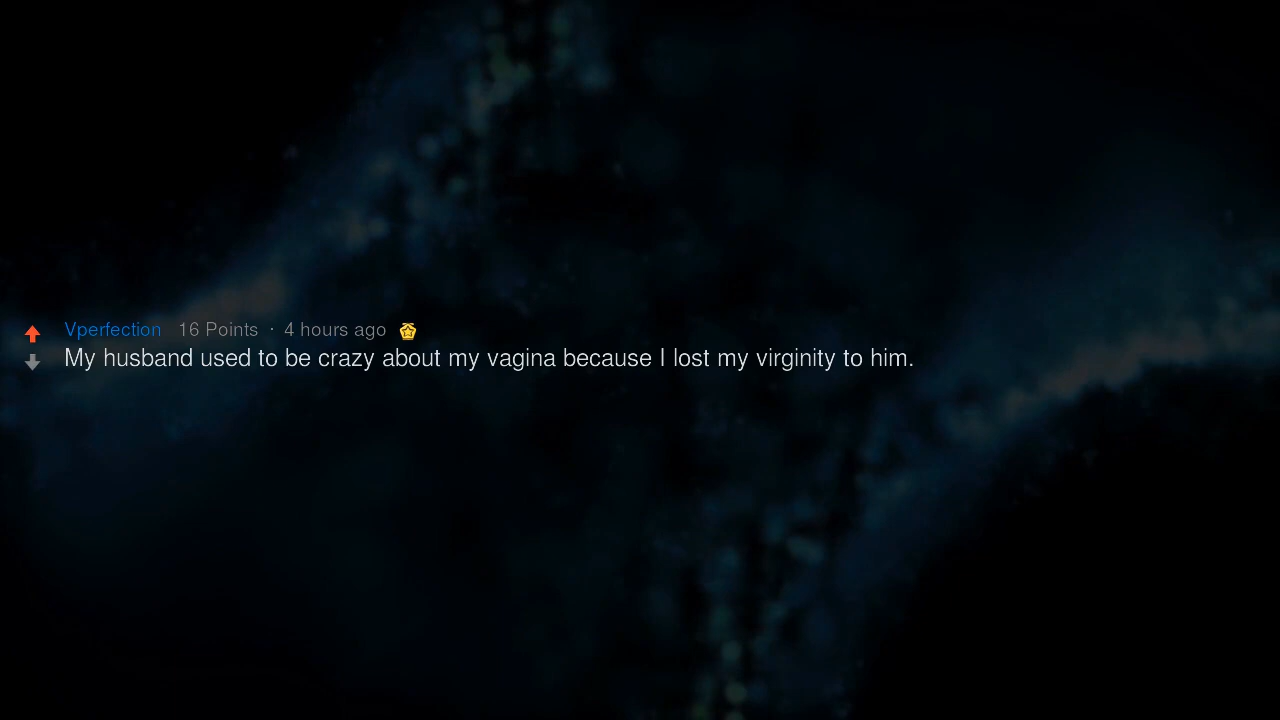 Vperfection 16 Points · 4 hours ago
My husband used to be crazy about my vagina because I lost my virginity to him.